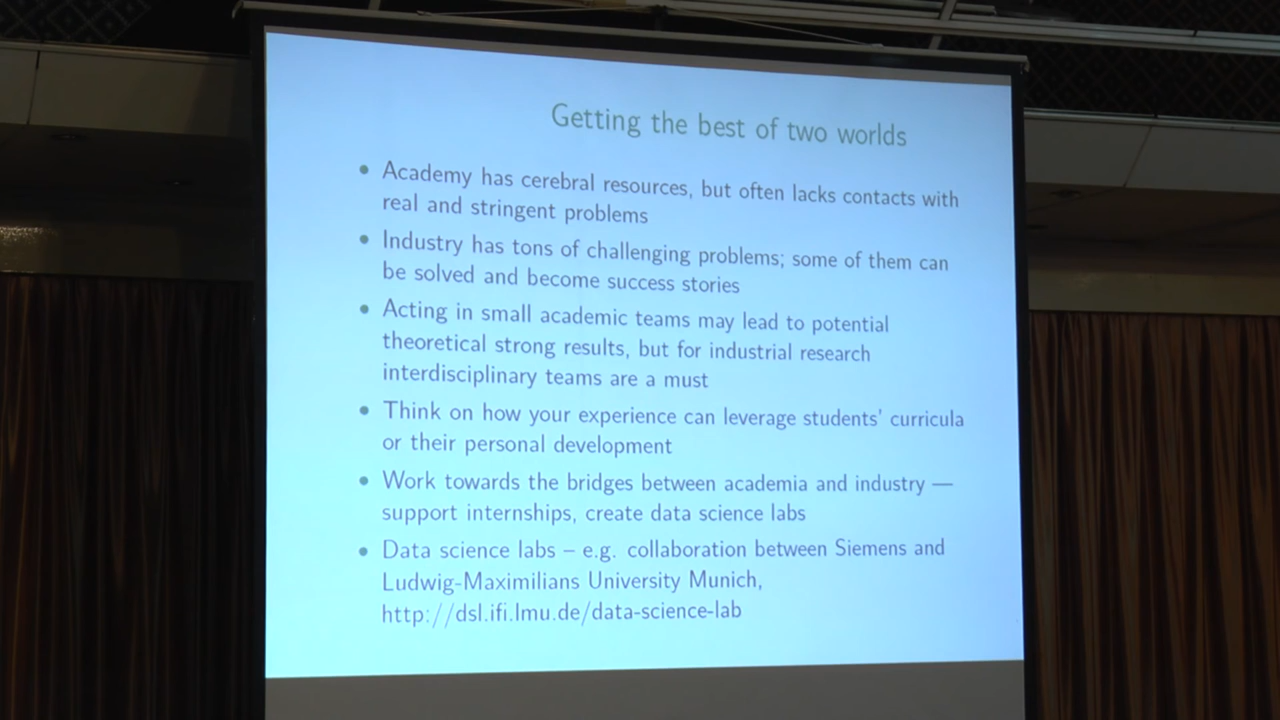 Getting the best of two worlds
• Academy has cerebral resources, but often lacks contacts with
real and stringent problems
• Industry has tons of challenging problems; some of them can
be solved and become success stories
• Acting in small academic teams may lead to potential
theoretical strong results, but for industrial research
interdisciplinary teams are a must
• Think on how your experience can leverage students' curricula
or their personal development
• Work towards the bridges between academia and industry —
support internships, create data science labs
• Data science labs – e.g. collaboration between Siemens and
Ludwig-Maximilians University Munich,
http://dsl.ifi.lmu.de/data-science-lab